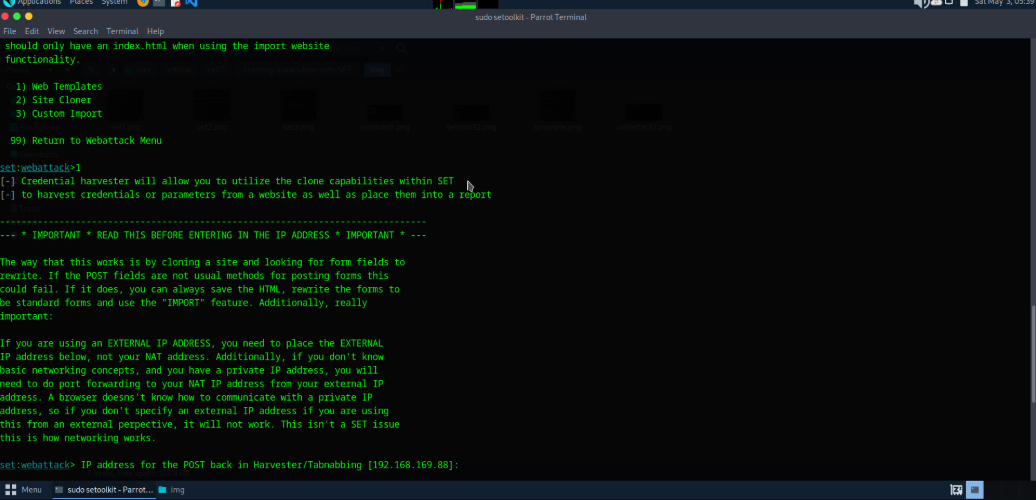 Applications Places System
Sat May 3, 05:39
sudo setoolkit - Parrot Terminal
File Edit View Search Terminal Help
should only have an index.html when using the import website
functionality.
1) Web Templates
2) Site Cloner
3) Custom Import
99) Return to Webattack Menu
set:webattack>1
[-] Credential harvester will allow you to utilize the clone capabilities within SET
[-] to harvest credentials or parameters from a website as well as place them into a report
-------------------------------------------------------------------------------
--- * IMPORTANT * READ THIS BEFORE ENTERING IN THE IP ADDRESS * IMPORTANT * ---
The way that this works is by cloning a site and looking for form fields to
rewrite. If the POST fields are not usual methods for posting forms this
could fail. If it does, you can always save the HTML, rewrite the forms to
be standard forms and use the "IMPORT" feature. Additionally, really
important:
If you are using an EXTERNAL IP ADDRESS, you need to place the EXTERNAL
IP address below, not your NAT address. Additionally, if you don't know
basic networking concepts, and you have a private IP address, you will
need to do port forwarding to your NAT IP address from your external IP
address. A browser doesns't know how to communicate with a private IP
address, so if you don't specify an external IP address if you are using
this from an external perpective, it will not work. This isn't a SET issue
this is how networking works.
set:webattack> IP address for the POST back in Harvester/Tabnabbing [192.168.169.88]:
Menu
sudo setoolkit - Parrot...
img